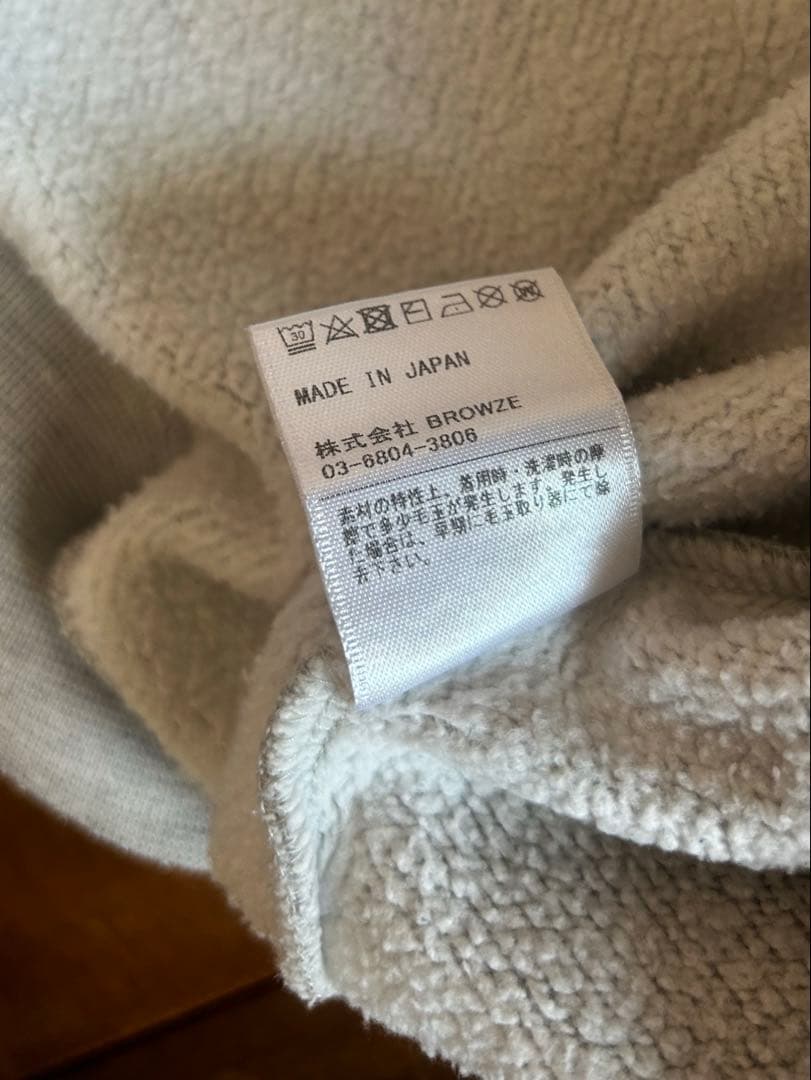 30
MADE IN JAPAN
株式会社 BROWZE
03-6804-3806
素材の特性上、着用時・洗濯時の摩
擦で多少毛玉が発生します。発生し
た場合は、早期に毛玉取り器にて除
去下さい。